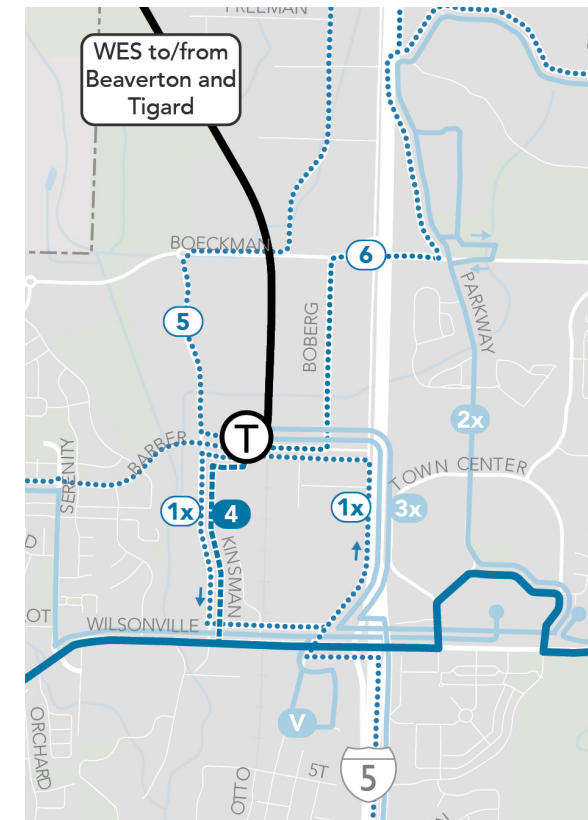 FREEMAN
WES to/from
Beaverton and
Tigard
BOECKMAN
6
5
BOBERG
PARKWAY
T
2x
BARBER
SERENITY
TOWN CENTER
1x
4
1x
3x
KINSMAN
WILSONVILLE
ORCHARD
V
OTTO
5T
5